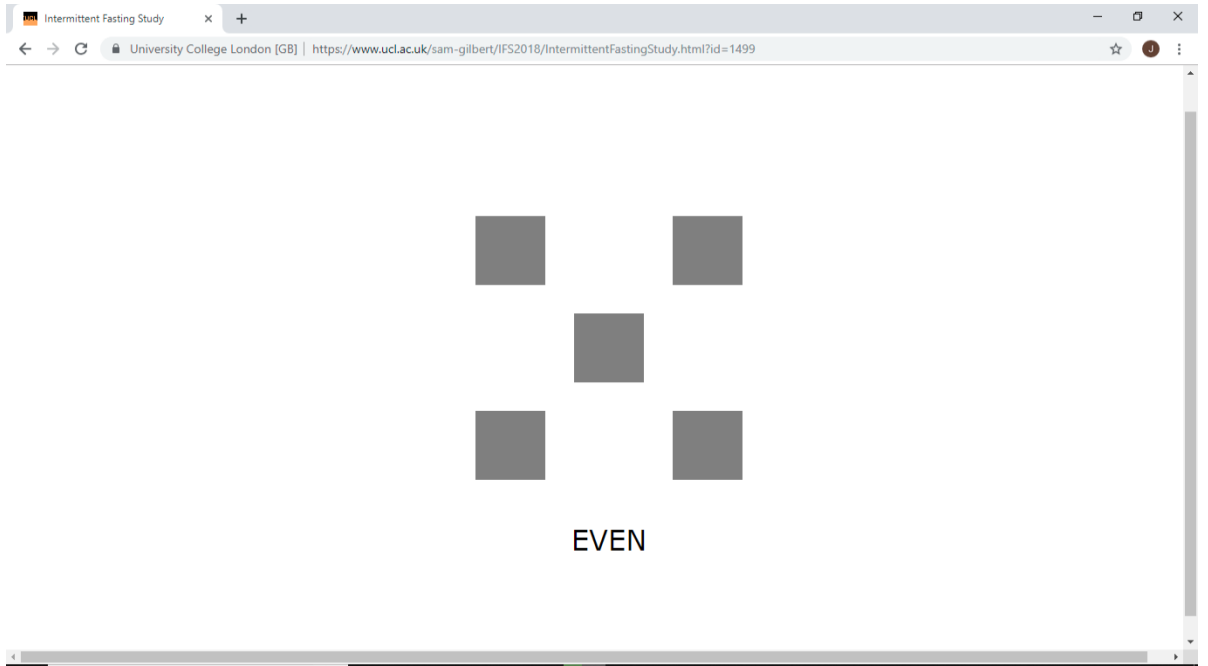 UCL Intermittent Fasting Study
University College London [GB] https://www.ucl.ac.uk/sam-gilbert/IFS2018/IntermittentFastingStudy.html?id=1499 J
EVEN